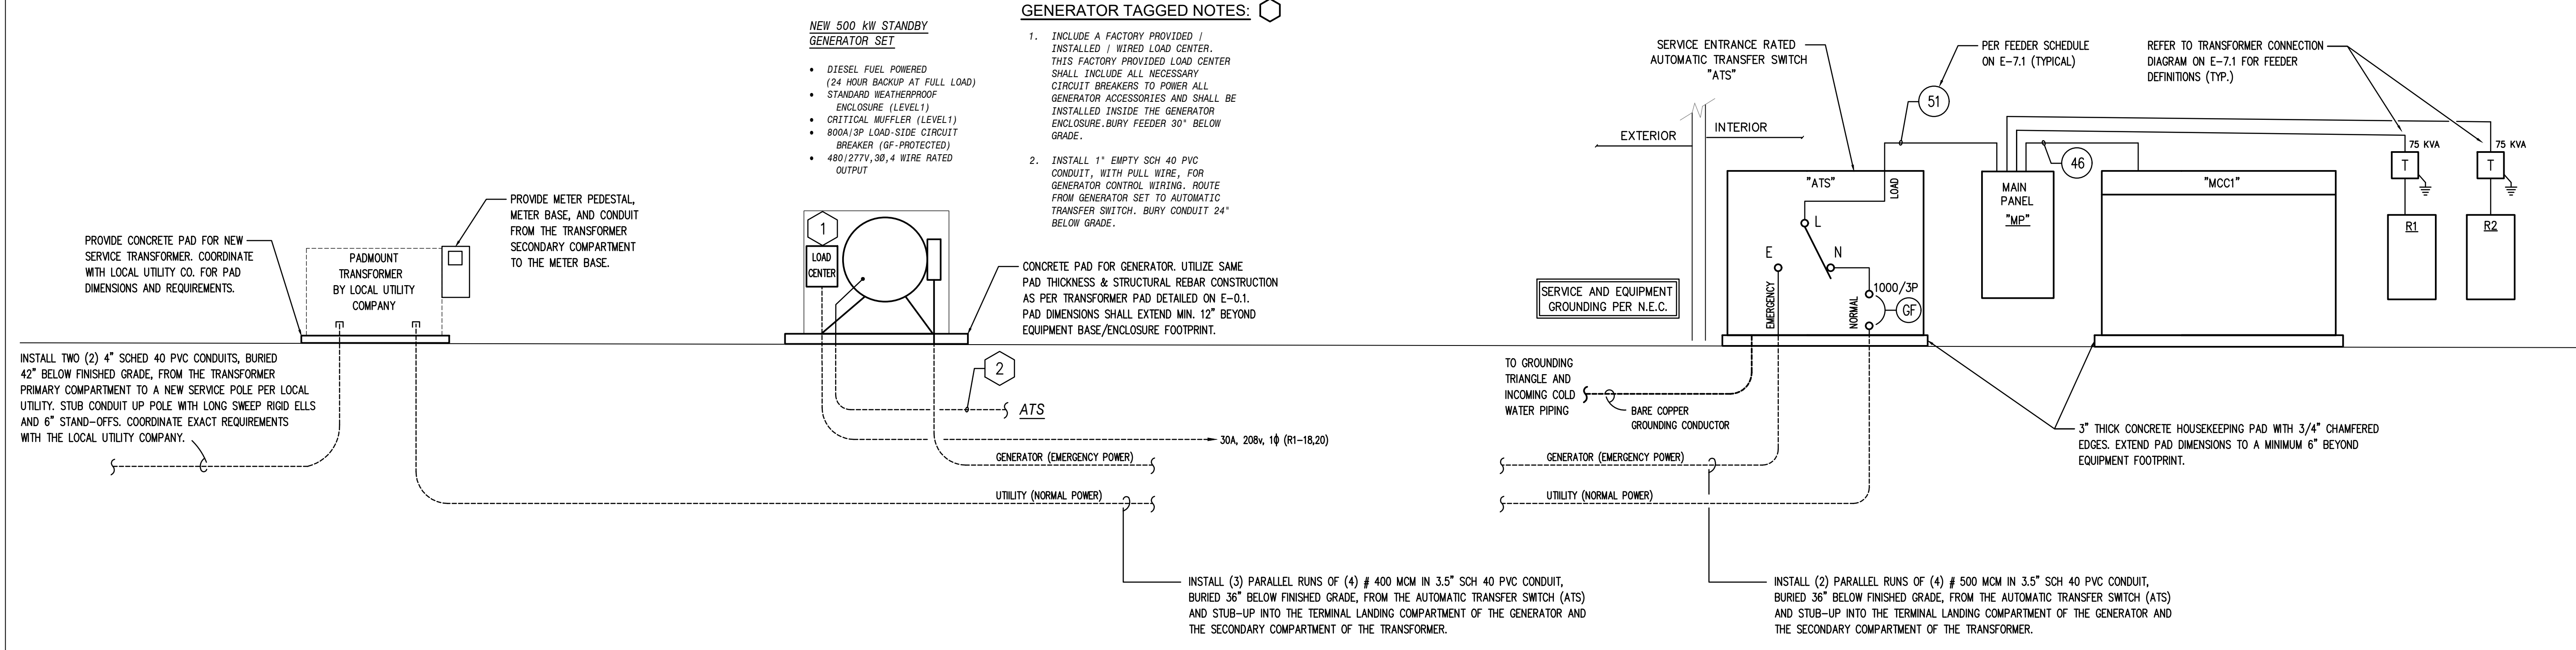 GENERATOR TAGGED NOTES:
NEW 500 kW STANDBY
GENERATOR SET
• DIESEL FUEL POWERED
(24 HOUR BACKUP AT FULL LOAD)
• STANDARD WEATHERPROOF
ENCLOSURE (LEVEL1)
• CRITICAL MUFFLER (LEVEL1)
• 800A/3P LOAD-SIDE CIRCUIT
BREAKER (GF-PROTECTED)
• 480/277V,3Ø,4 WIRE RATED
OUTPUT
1. INCLUDE A FACTORY PROVIDED /
INSTALLED / WIRED LOAD CENTER.
THIS FACTORY PROVIDED LOAD CENTER
SHALL INCLUDE ALL NECESSARY
CIRCUIT BREAKERS TO POWER ALL
GENERATOR ACCESSORIES AND SHALL BE
INSTALLED INSIDE THE GENERATOR
ENCLOSURE.BURY FEEDER 30" BELOW
GRADE.
2. INSTALL 1" EMPTY SCH 40 PVC
CONDUIT, WITH PULL WIRE, FOR
GENERATOR CONTROL WIRING. ROUTE
FROM GENERATOR SET TO AUTOMATIC
TRANSFER SWITCH. BURY CONDUIT 24"
BELOW GRADE.
PROVIDE CONCRETE PAD FOR NEW
SERVICE TRANSFORMER. COORDINATE
WITH LOCAL UTILITY CO. FOR PAD
DIMENSIONS AND REQUIREMENTS.
PADMOUNT
TRANSFORMER
BY LOCAL UTILITY
COMPANY
PROVIDE METER PEDESTAL,
METER BASE, AND CONDUIT
FROM THE TRANSFORMER
SECONDARY COMPARTMENT
TO THE METER BASE.
1
LOAD
CENTER
CONCRETE PAD FOR GENERATOR. UTILIZE SAME
PAD THICKNESS & STRUCTURAL REBAR CONSTRUCTION
AS PER TRANSFORMER PAD DETAILED ON E-0.1.
PAD DIMENSIONS SHALL EXTEND MIN. 12" BEYOND
EQUIPMENT BASE/ENCLOSURE FOOTPRINT.
INSTALL TWO (2) 4" SCHED 40 PVC CONDUITS, BURIED
42" BELOW FINISHED GRADE, FROM THE TRANSFORMER
PRIMARY COMPARTMENT TO A NEW SERVICE POLE PER LOCAL
UTILITY. STUB CONDUIT UP POLE WITH LONG SWEEP RIGID ELLS
AND 6" STAND-OFFS. COORDINATE EXACT REQUIREMENTS
WITH THE LOCAL UTILITY COMPANY.
2
ATS
30A, 208v, 1ϕ (R1-18,20)
GENERATOR (EMERGENCY POWER)
UTIILITY (NORMAL POWER)
INSTALL (3) PARALLEL RUNS OF (4) # 400 MCM IN 3.5" SCH 40 PVC CONDUIT,
BURIED 36" BELOW FINISHED GRADE, FROM THE AUTOMATIC TRANSFER SWITCH (ATS)
AND STUB-UP INTO THE TERMINAL LANDING COMPARTMENT OF THE GENERATOR AND
THE SECONDARY COMPARTMENT OF THE TRANSFORMER.
SERVICE ENTRANCE RATED
AUTOMATIC TRANSFER SWITCH
"ATS"
PER FEEDER SCHEDULE
ON E-7.1 (TYPICAL)
REFER TO TRANSFORMER CONNECTION
DIAGRAM ON E-7.1 FOR FEEDER
DEFINITIONS (TYP.)
51
EXTERIOR
INTERIOR
46
75 KVA
75 KVA
T
T
"ATS"
LOAD
L
E
N
EMERGENCY
NORMAL
1000/3P
GF
MAIN
PANEL
"MP"
"MCC1"
R1
R2
SERVICE AND EQUIPMENT
GROUNDING PER N.E.C.
TO GROUNDING
TRIANGLE AND
INCOMING COLD
WATER PIPING
BARE COPPER
GROUNDING CONDUCTOR
3" THICK CONCRETE HOUSEKEEPING PAD WITH 3/4" CHAMFERED
EDGES. EXTEND PAD DIMENSIONS TO A MINIMUM 6" BEYOND
EQUIPMENT FOOTPRINT.
GENERATOR (EMERGENCY POWER)
UTIILITY (NORMAL POWER)
INSTALL (2) PARALLEL RUNS OF (4) # 500 MCM IN 3.5" SCH 40 PVC CONDUIT,
BURIED 36" BELOW FINISHED GRADE, FROM THE AUTOMATIC TRANSFER SWITCH (ATS)
AND STUB-UP INTO THE TERMINAL LANDING COMPARTMENT OF THE GENERATOR AND
THE SECONDARY COMPARTMENT OF THE TRANSFORMER.